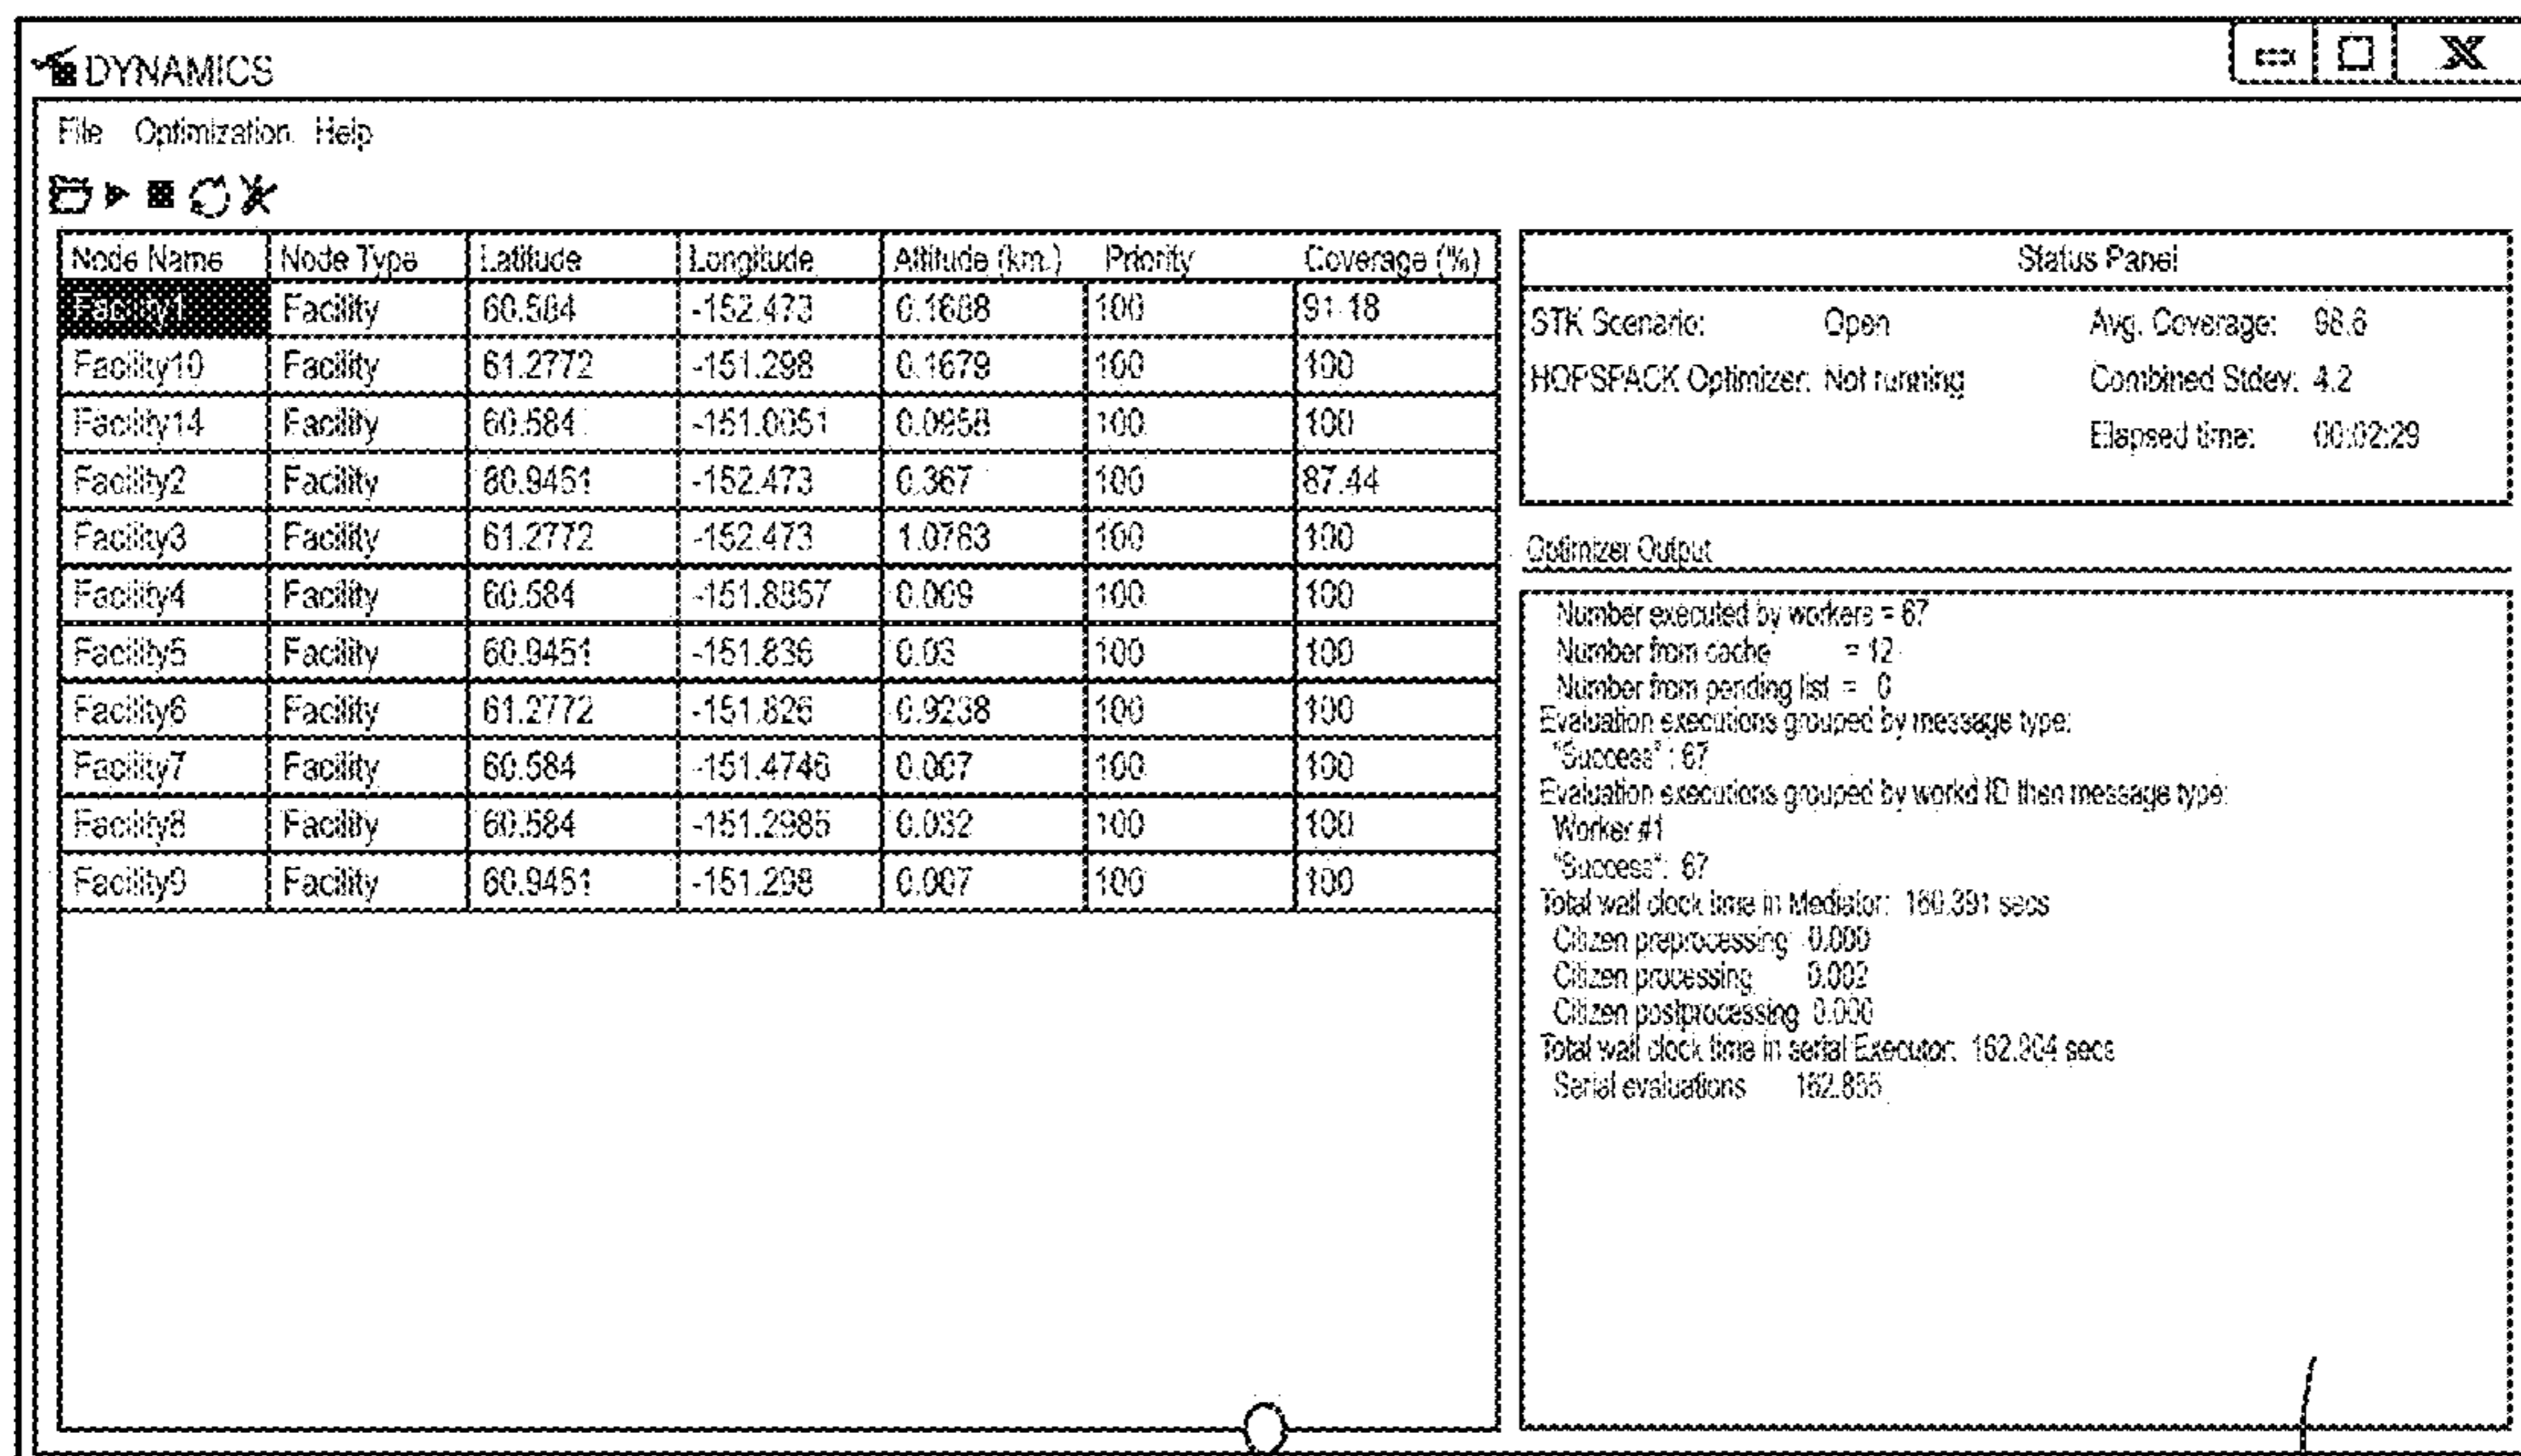 DYNAMICS
File Optimization Help
Node Name Node Type Latitude Longitude Altitude (km.) Priority Coverage (%)
Facility1 Facility 60.584 -152.473 0.1688 100 91.18
Facility10 Facility 61.2772 -151.298 0.1679 100 100
Facility14 Facility 60.584 -151.0051 0.0958 100 100
Facility2 Facility 60.9451 -152.473 0.367 100 87.44
Facility3 Facility 61.2772 -152.473 1.0763 100 100
Facility4 Facility 60.584 -151.8857 0.009 100 100
Facility5 Facility 60.9451 -151.836 0.03 100 100
Facility6 Facility 61.2772 -151.826 0.9238 100 100
Facility7 Facility 60.584 -151.4746 0.007 100 100
Facility8 Facility 60.584 -151.2985 0.032 100 100
Facility9 Facility 60.9451 -151.298 0.007 100 100
Status Panel
STK Scenario: Open Avg. Coverage: 98.6
HOPSPACK Optimizer: Not running Combined Stdev: 4.2
Elapsed time: 00:02:29
Optimizer Output
Number executed by workers = 67
Number from cache = 12
Number from pending list = 0
Evaluation executions grouped by message type:
"Success" : 67
Evaluation executions grouped by workd ID then message type:
Worker #1
"Success": 67
Total wall clock time in Mediator: 160.391 secs
Citizen preprocessing 0.000
Citizen processing 0.002
Citizen postprocessing 0.000
Total wall clock time in serial Executor: 162.904 secs
Serial evaluations 162.835